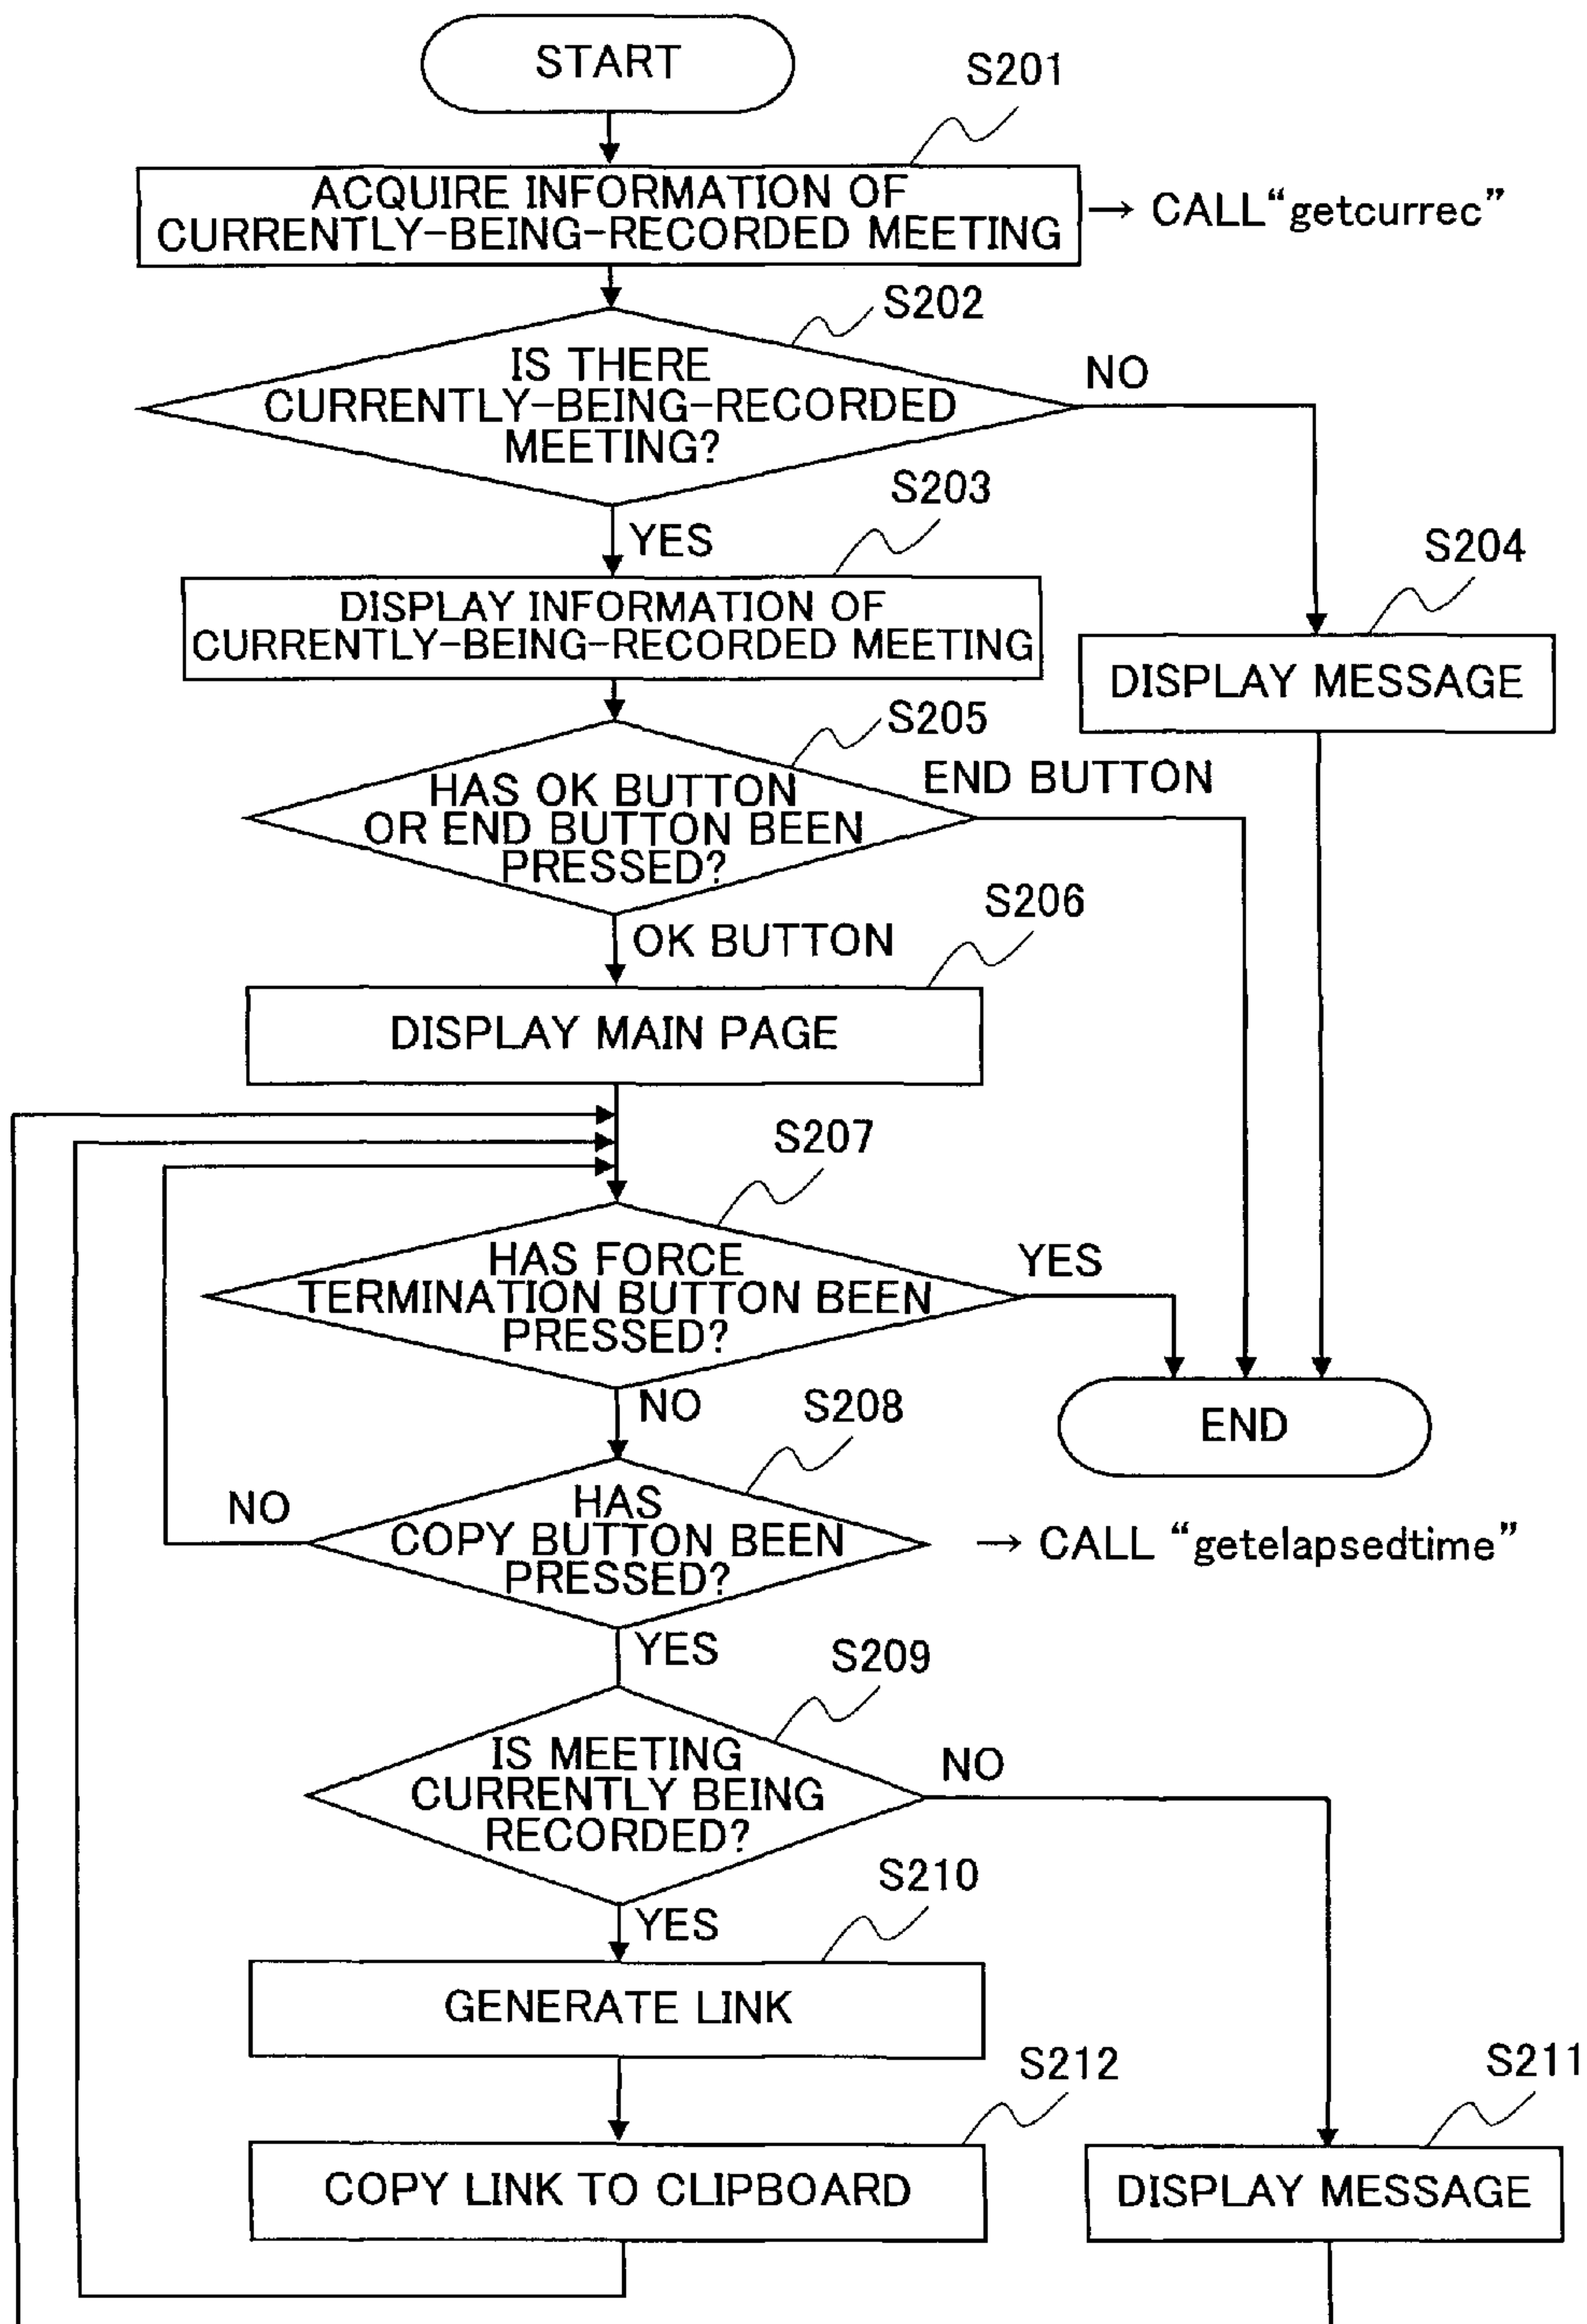 START
S201
ACQUIRE INFORMATION OF
CURRENTLY-BEING-RECORDED MEETING
→ CALL“getcurrec”
S202
IS THERE
CURRENTLY-BEING-RECORDED
MEETING?
NO
YES
S203
DISPLAY INFORMATION OF
CURRENTLY-BEING-RECORDED MEETING
S204
DISPLAY MESSAGE
S205
HAS OK BUTTON
OR END BUTTON BEEN
PRESSED?
END BUTTON
OK BUTTON
S206
DISPLAY MAIN PAGE
S207
HAS FORCE
TERMINATION BUTTON BEEN
PRESSED?
YES
NO
END
S208
HAS
COPY BUTTON BEEN
PRESSED?
NO
→ CALL “getelapsedtime”
YES
S209
IS MEETING
CURRENTLY BEING
RECORDED?
NO
YES
S210
GENERATE LINK
S212
COPY LINK TO CLIPBOARD
S211
DISPLAY MESSAGE